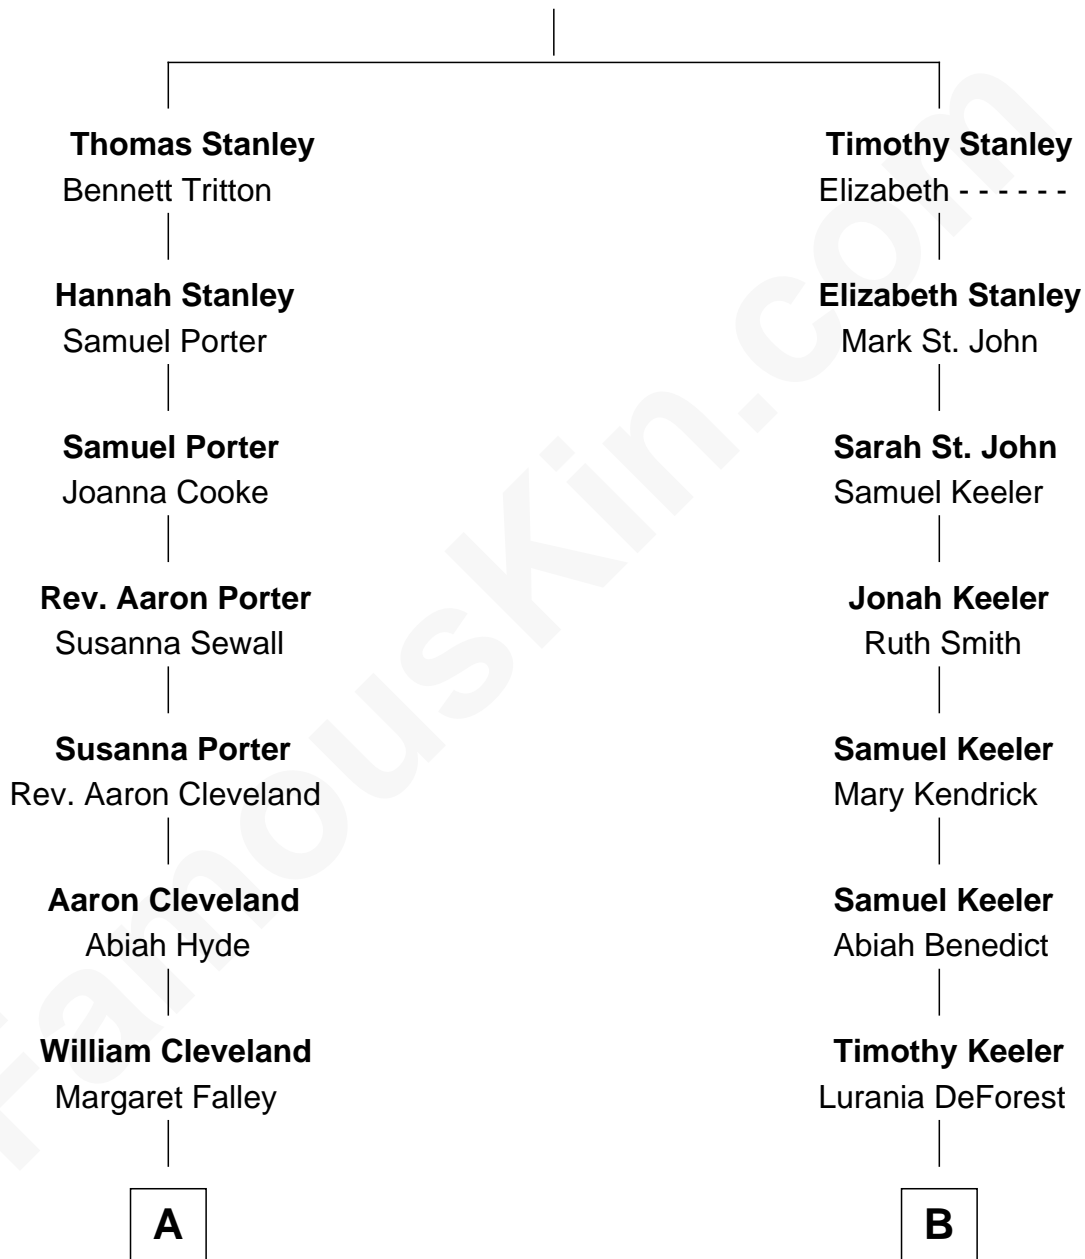 Thomas Stanley
Bennett Tritton
Hannah Stanley
Samuel Porter
Samuel Porter
Joanna Cooke
Rev. Aaron Porter
Susanna Sewall
Susanna Porter
Rev. Aaron Cleveland
Aaron Cleveland
Abiah Hyde
William Cleveland
Margaret Falley
A
Timothy Stanley
Elizabeth - - - - - -
Elizabeth Stanley
Mark St. John
Sarah St. John
Samuel Keeler
Jonah Keeler
Ruth Smith
Samuel Keeler
Mary Kendrick
Samuel Keeler
Abiah Benedict
Timothy Keeler
Lurania DeForest
B
FamousKin.com